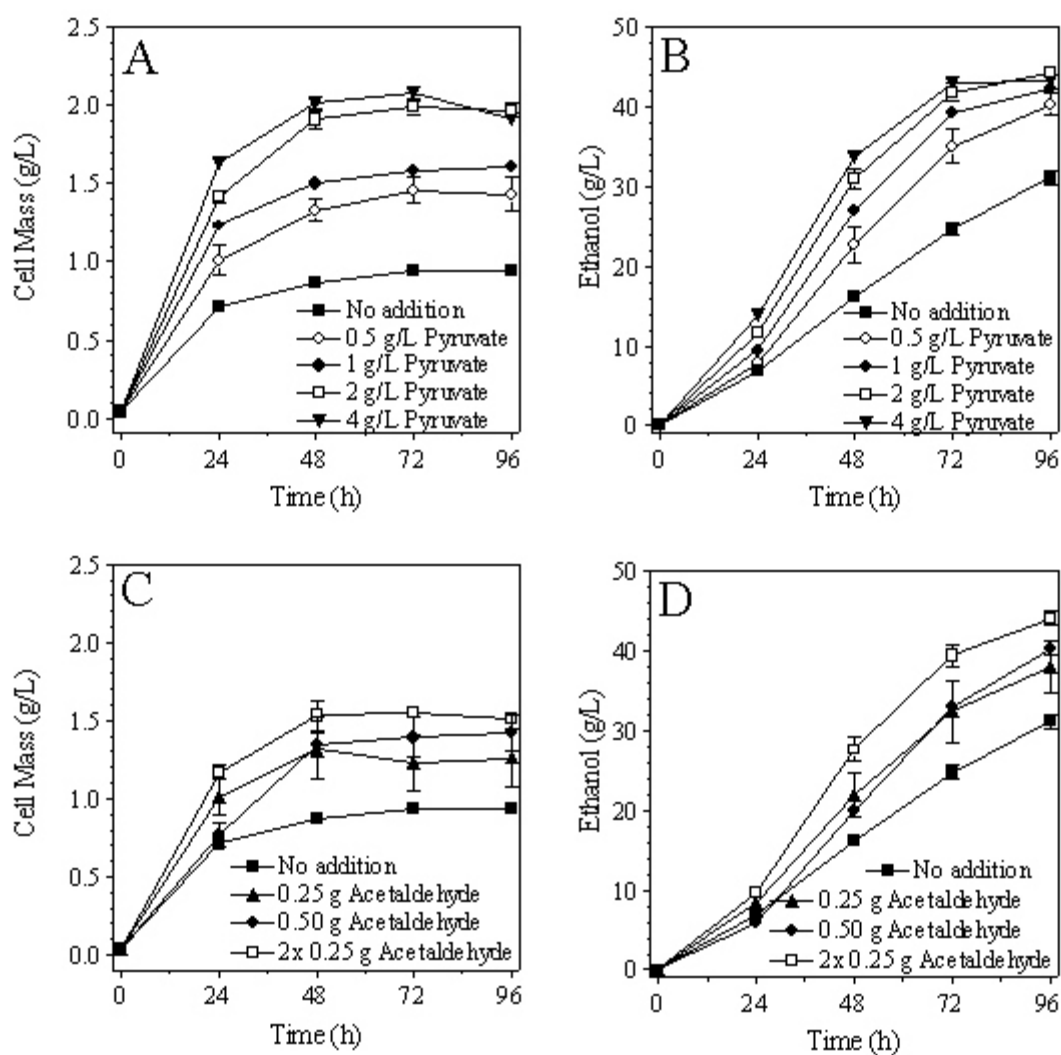 A
Cell Mass (g/L)
2.5
2.0
1.5
1.0
0.5
0.0
No addition
0.5 g/L Pyruvate
1 g/L Pyruvate
2 g/L Pyruvate
4 g/L Pyruvate
0 24 48 72 96
Time (h)
B
Ethanol (g/L)
50
40
30
20
10
0
No addition
0.5 g/L Pyruvate
1 g/L Pyruvate
2 g/L Pyruvate
4 g/L Pyruvate
0 24 48 72 96
Time (h)
C
Cell Mass (g/L)
2.5
2.0
1.5
1.0
0.5
0.0
No addition
0.25 g Acetaldehyde
0.50 g Acetaldehyde
2x 0.25 g Acetaldehyde
0 24 48 72 96
Time (h)
D
Ethanol (g/L)
50
40
30
20
10
0
No addition
0.25 g Acetaldehyde
0.50 g Acetaldehyde
2x 0.25 g Acetaldehyde
0 24 48 72 96
Time (h)